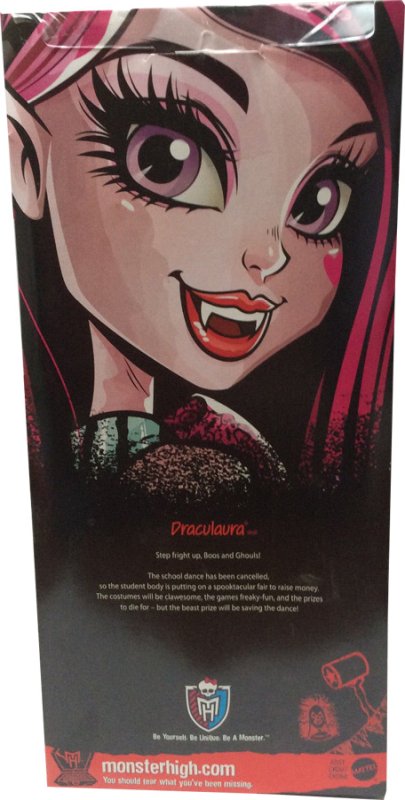 Draculaura
Step fright up, Boos and Ghouls!
The school dance has been cancelled,
so the student body is putting on a spooktacular fair to raise money.
The costumes will be clawesome, the games freaky-fun, and the prizes
to die for – but the beast prize will be saving the dance!
Be Yourself. Be Unique. Be A Monster.™
monsterhigh.com
You should fear what you've been missing.
MATTEL